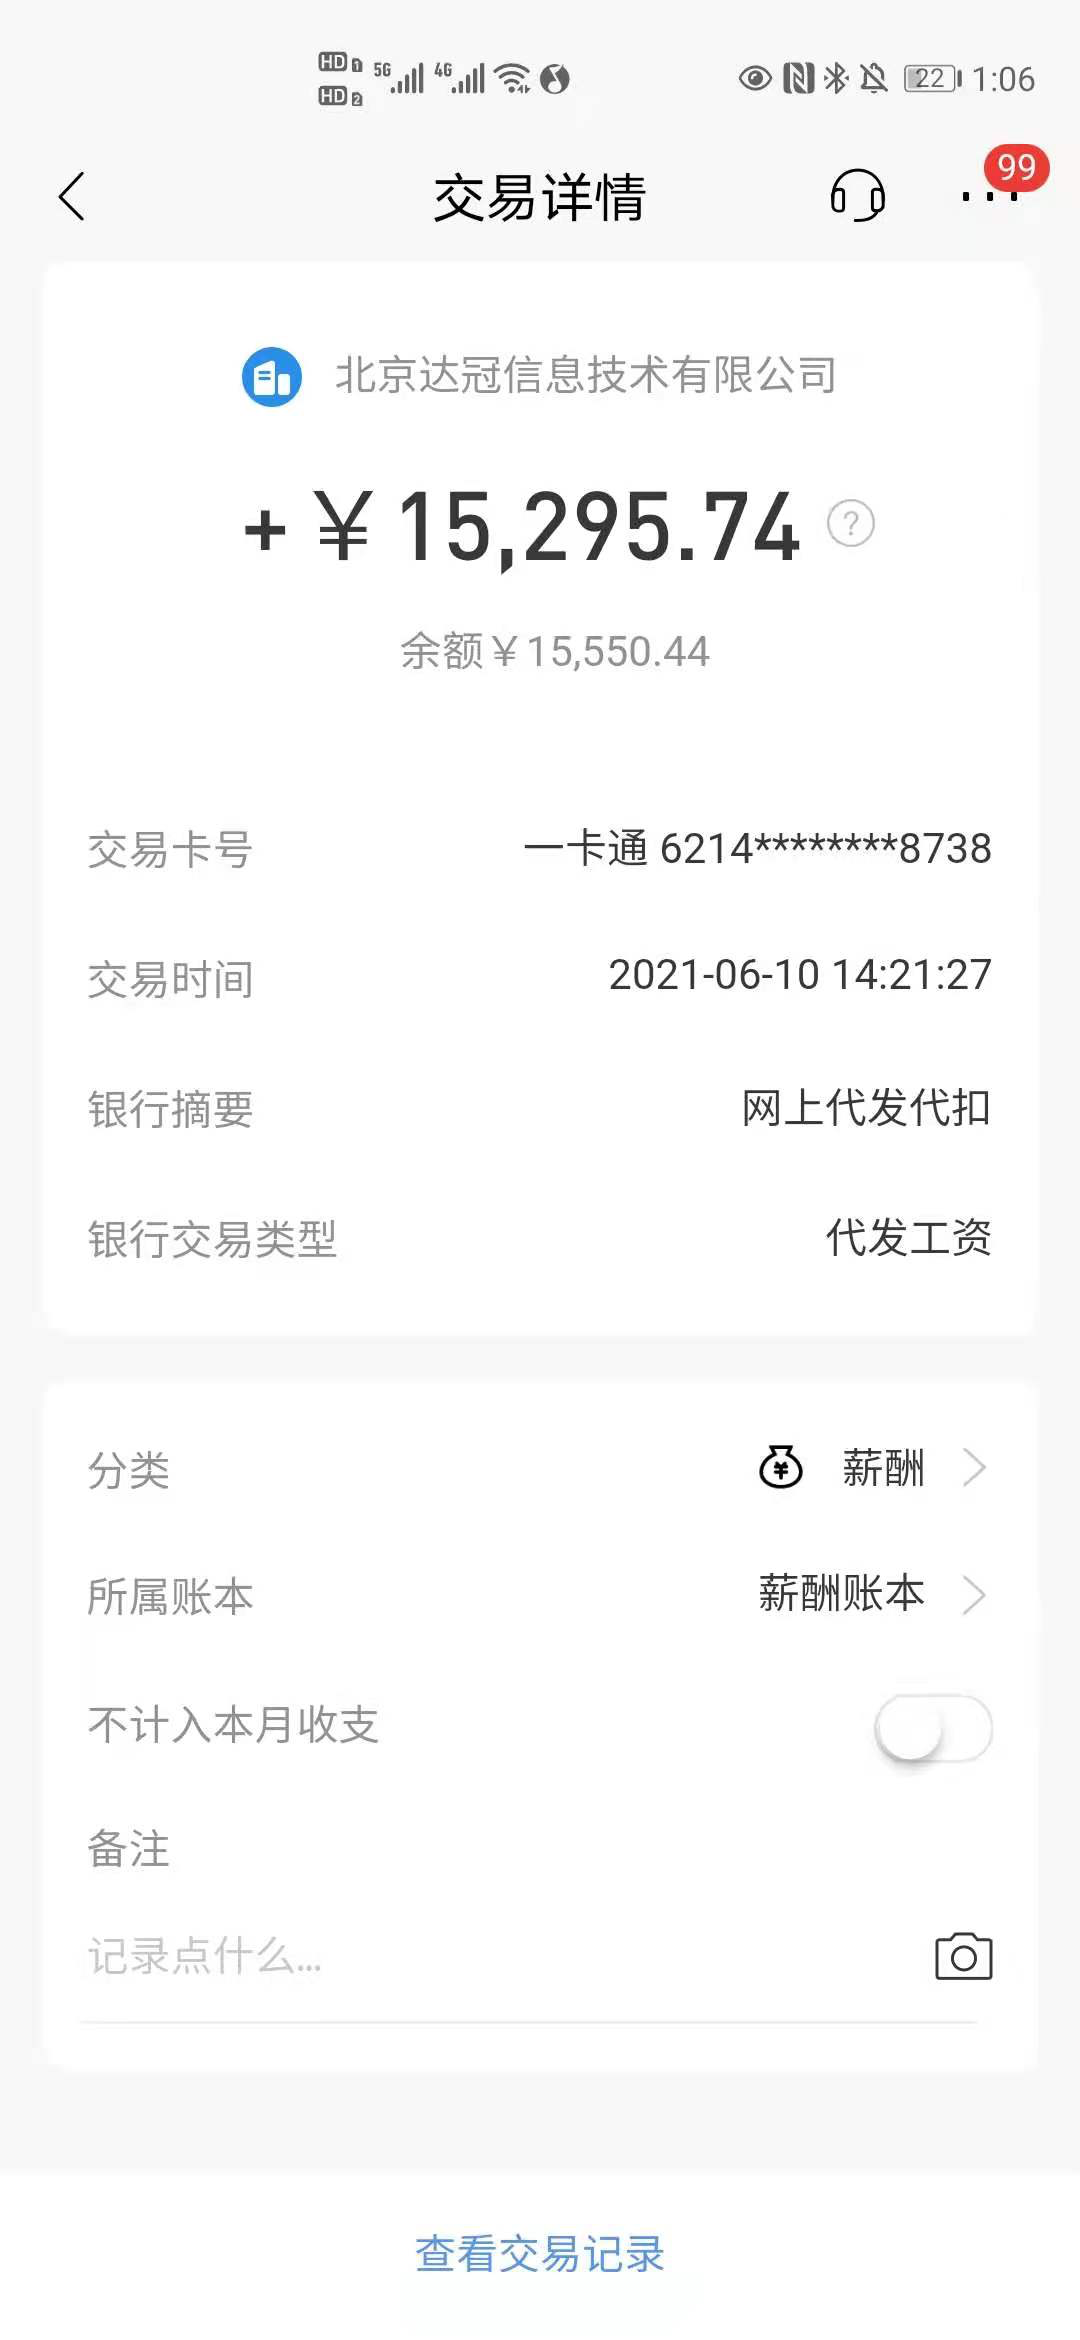 HD 1 5G 4G 22 1:06
HD 2
交易详情 99
北京达冠信息技术有限公司
+ ¥ 15,295.74 ?
余额¥15,550.44
交易卡号 一卡通 6214********8738
交易时间 2021-06-10 14:21:27
银行摘要 网上代发代扣
银行交易类型 代发工资
分类 薪酬
所属账本 薪酬账本
不计入本月收支
备注
记录点什么...
查看交易记录